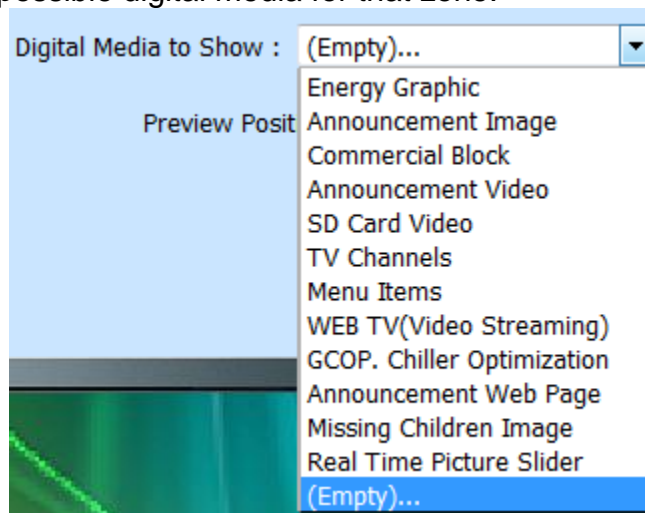 possible digital media for that zone.
Digital Media to Show : (Empty)...
Energy Graphic
Preview Posit Announcement Image
Commercial Block
Announcement Video
SD Card Video
TV Channels
Menu Items
WEB TV(Video Streaming)
GCOP. Chiller Optimization
Announcement Web Page
Missing Children Image
Real Time Picture Slider
(Empty)...